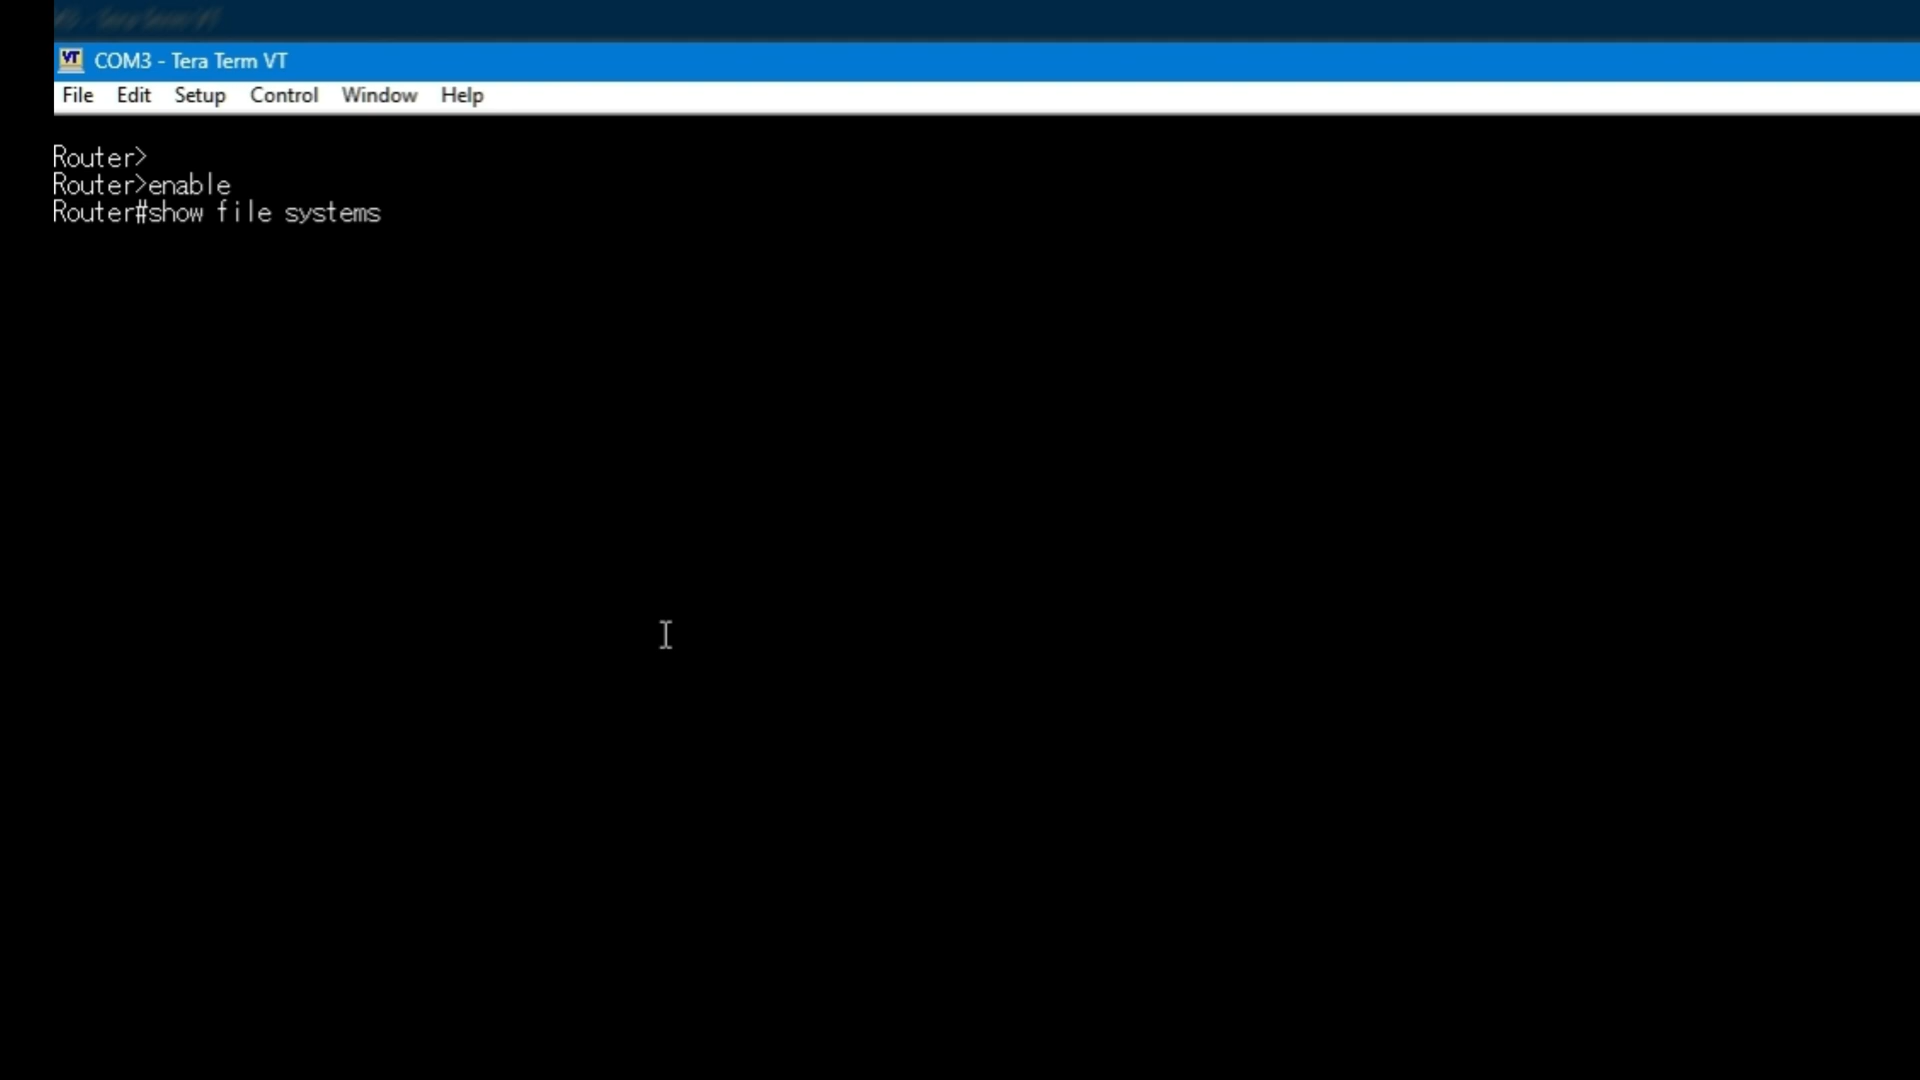 COM3 - Tera Term VT
File Edit Setup Control Window Help
Router>
Router>enable
Router#show file systems